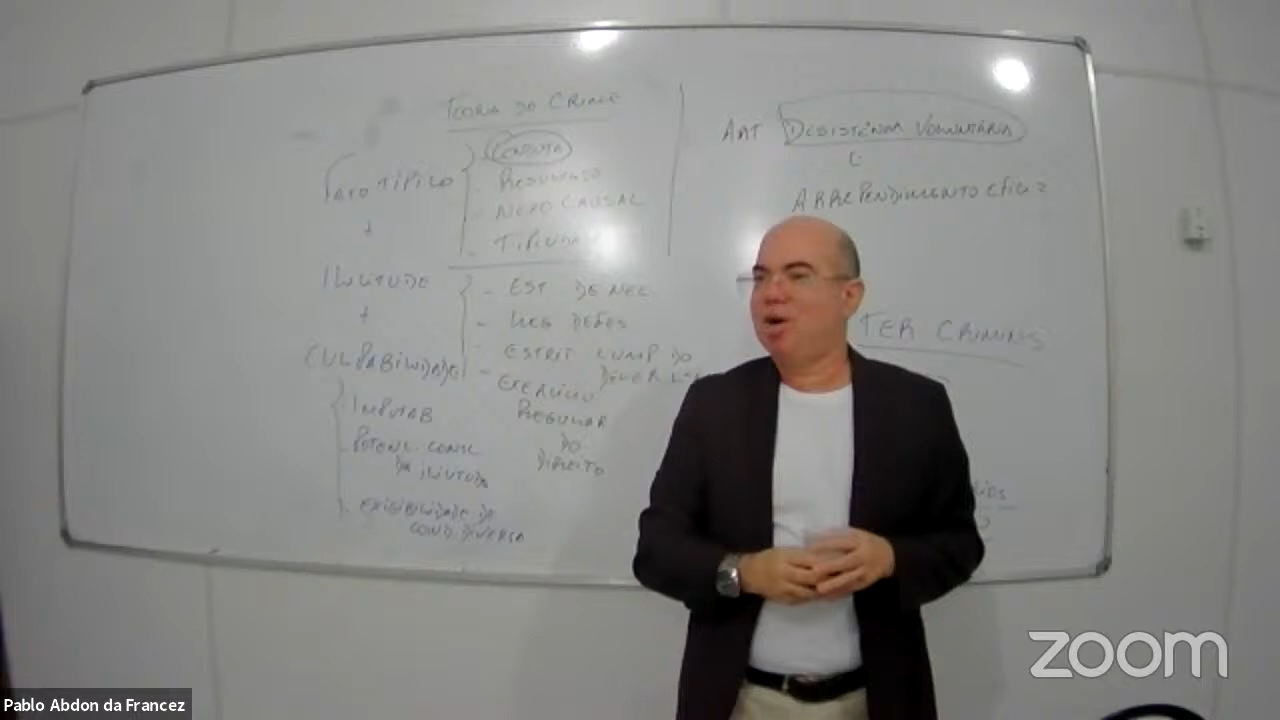 TEORIA DO CRIME
FATO TÍPICO
CONDUTA
- RESULTADO
- NEXO CAUSAL
- TIPICIDA
+
ILICITUDE
- EST DE NEC
- LEG DEFES
- ESTRIT CUMP DO
DEVER LE
- EXERCÍCIO
REGULAR
DO
DIREITO
+
CULPABILIDADE
IMPUTAB
- POTENC. CONSC
DA ILICITUDE
EXIGIBILIDADE DE
COND. DIVERSA
ART DESISTÊNCIA VOLUNTÁRIA
E
ARREPENDIMENTO EFICAZ
ITER CRIMINIS
zoom
Pablo Abdon da Francez